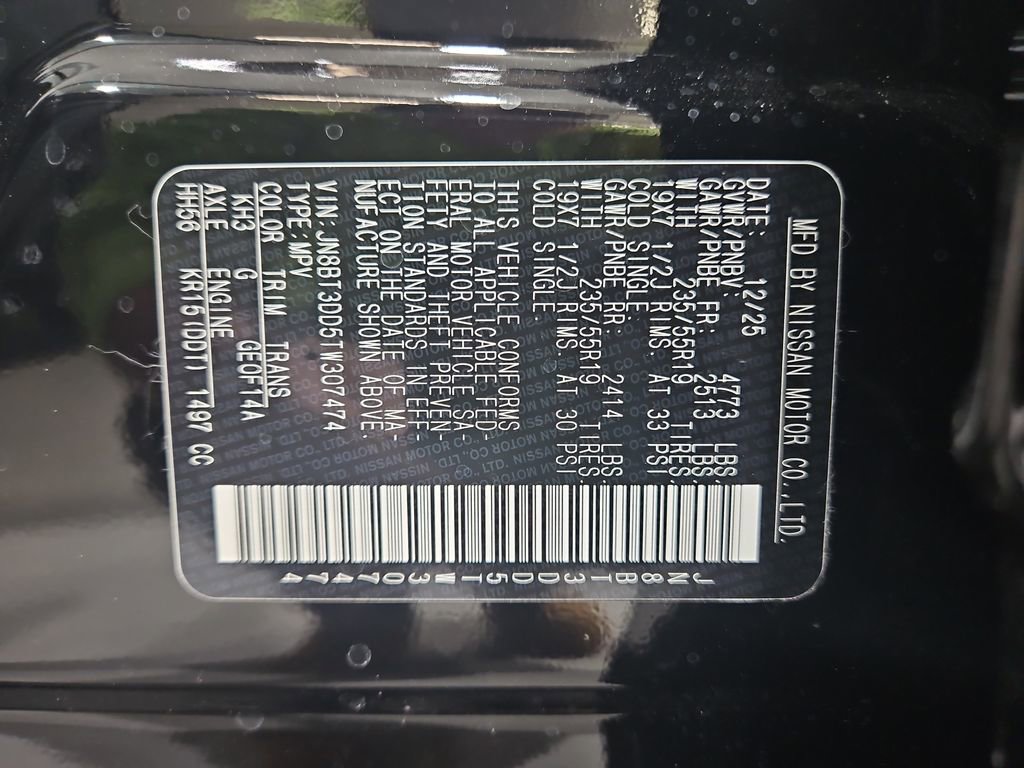 MFD BY NISSAN MOTOR CO.,LTD.
DATE: 12/25
GVWR/PNBV: 4773 LBS.
GAWR/PNBE FR: 2513 LBS.
WITH 235/55R19 TIRES.
19X7 1/2J RIMS. AT 33 PSI
COLD SINGLE
GAWR/PNBE RR: 2414 LBS.
WITH 235/55R19 TIRES.
19X7 1/2J RIMS. AT 30 PSI
COLD SINGLE
THIS VEHICLE CONFORMS
TO ALL APPLICABLE FED-
ERAL MOTOR VEHICLE SA
FETY AND THEFT PREVEN-
TION STANDARDS IN EFF
ECT ON THE DATE OF MA-
NUFACTURE SHOWN ABOVE.
VIN:JN8BT3DD5TW307474
TYPE:MPV
COLOR TRIM TRANS
KH3 G GE0F14A
AXLE ENGINE
HH56 KR15(DDT) 1497 CC
JN8BT3DD5TW307474